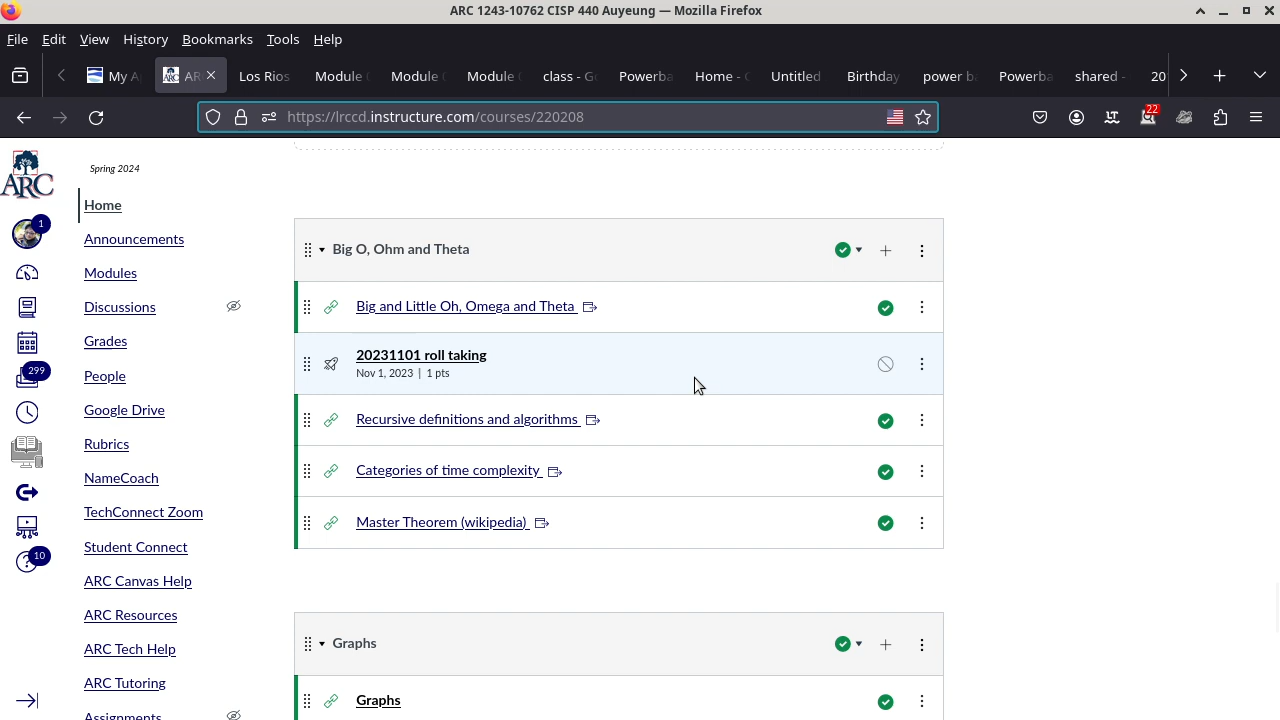 ARC 1243-10762 CISP 440 Auyeung — Mozilla Firefox
File Edit View History Bookmarks Tools Help
My A AR Los Rios Module Module Module class - G Powerba Home - Untitled Birthday power b Powerba shared - 20
https://lrccd.instructure.com/courses/220208
22
ARC
Spring 2024
Home
1
Announcements
Modules
Discussions
Grades
299
People
Google Drive
Rubrics
NameCoach
TechConnect Zoom
Student Connect
10
ARC Canvas Help
ARC Resources
ARC Tech Help
ARC Tutoring
Assignments
Big O, Ohm and Theta
Big and Little Oh, Omega and Theta
20231101 roll taking
Nov 1, 2023 | 1 pts
Recursive definitions and algorithms
Categories of time complexity
Master Theorem (wikipedia)
Graphs
Graphs